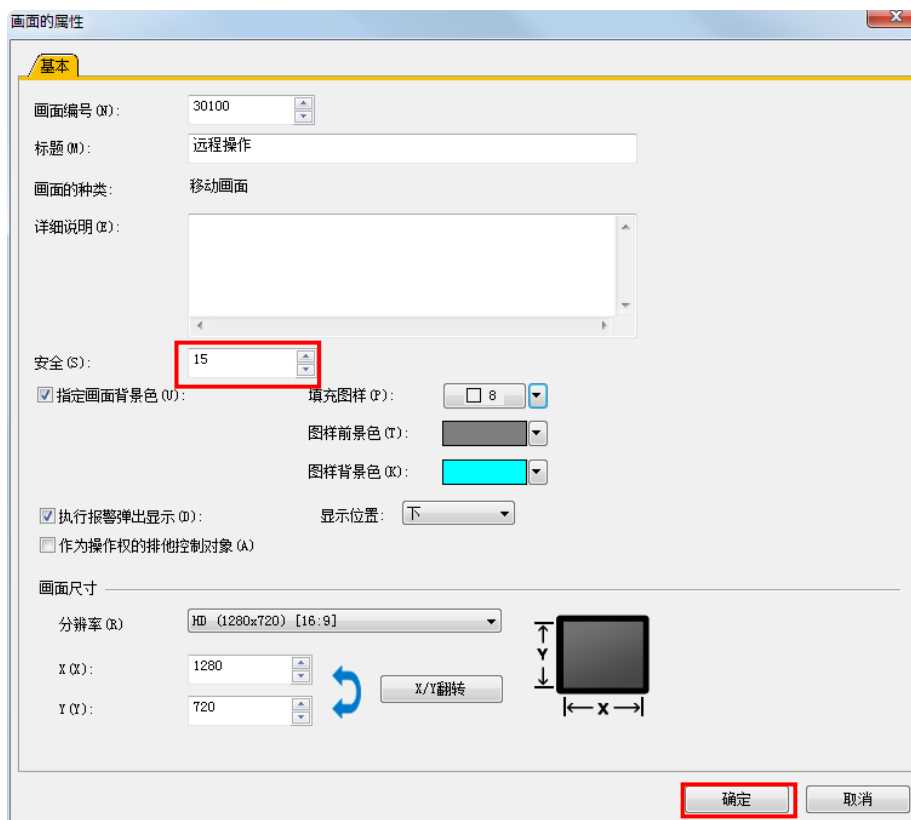 画面的属性
基本
画面编号(N): 30100
标题(M): 远程操作
画面的种类: 移动画面
详细说明(E):
安全(S): 15
指定画面背景色(U): 填充图样(P): 8
图样前景色(T):
图样背景色(K):
执行报警弹出显示(D): 显示位置: 下
作为操作权的排他控制对象(A)
画面尺寸
分辨率(R) HD (1280x720) [16:9]
X(X): 1280
X/Y翻转
Y(Y): 720
Y
X
确定 取消